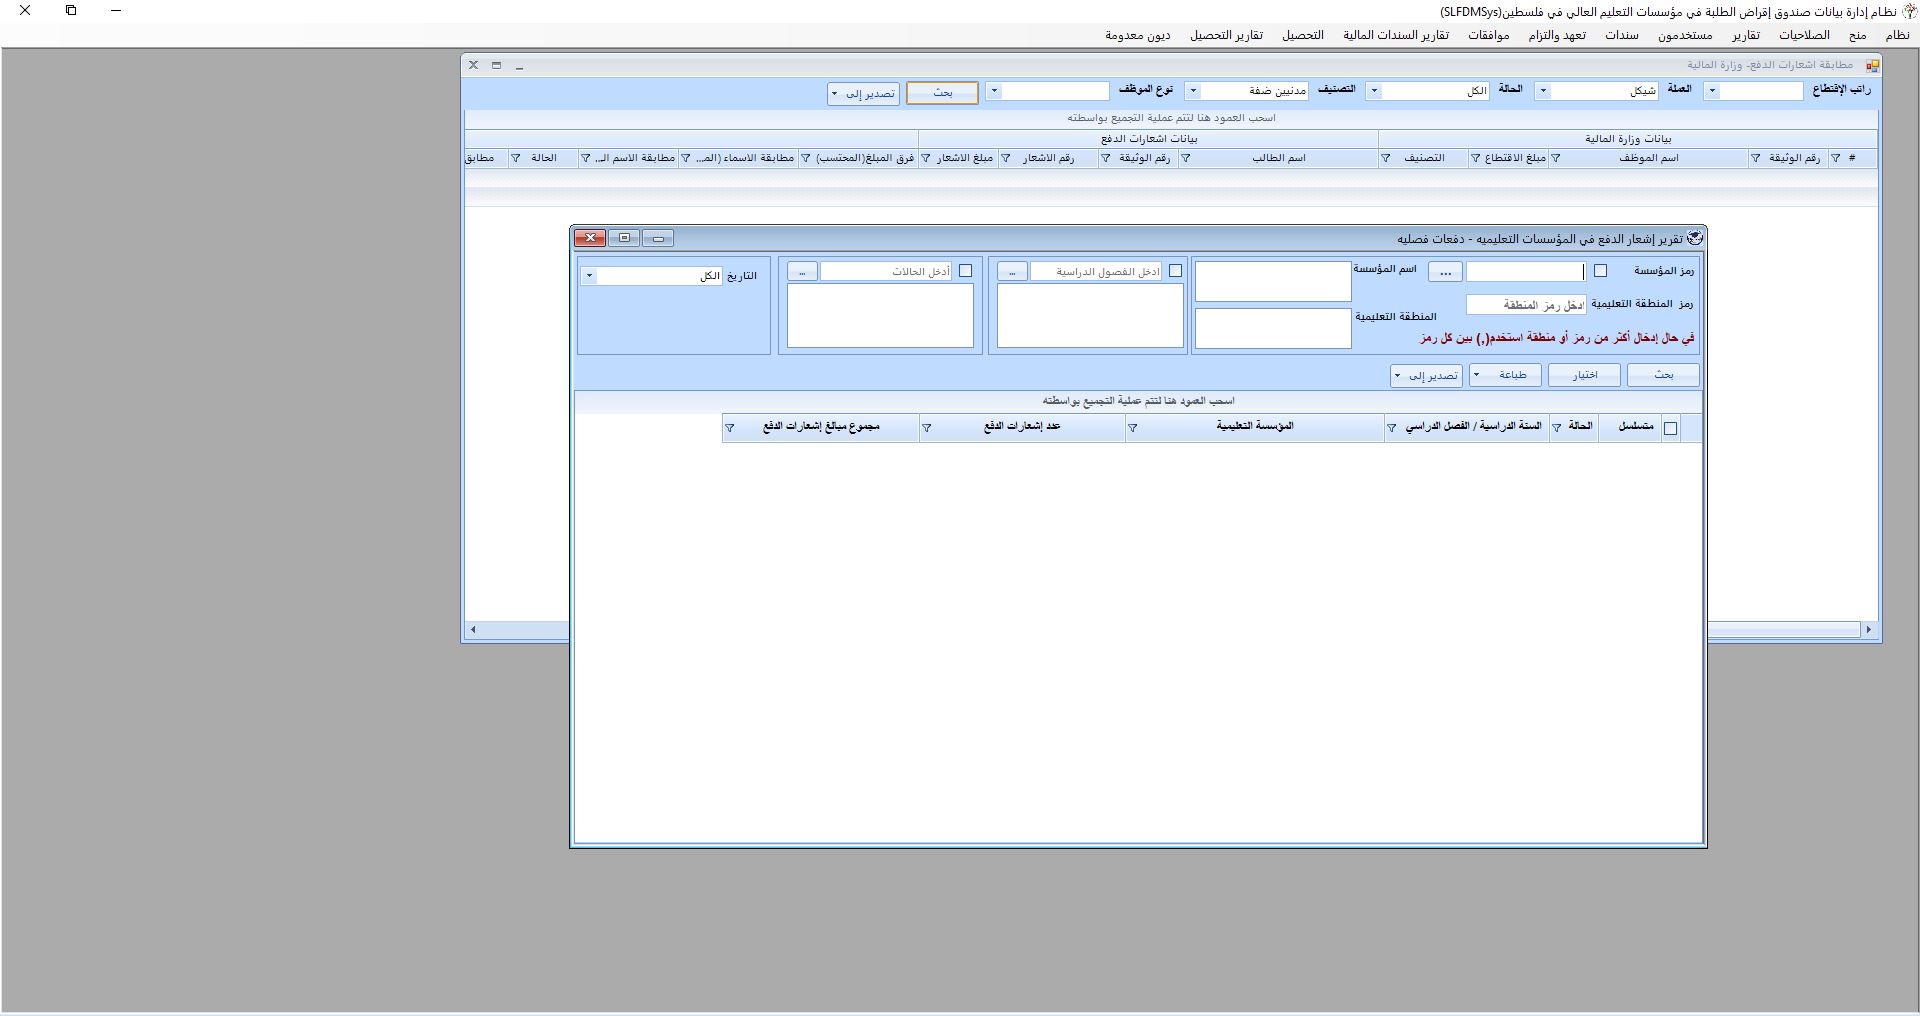 نظام إدارة بيانات صندوق إقراض الطلبة في مؤسسات التعليم العالي في فلسطين(SLFDMSys)
نظام منح الصلاحيات تقارير مستخدمون سندات تعهد والتزام موافقات تقارير السندات المالية التحصيل تقارير التحصيل ديون معدومة
مطابقة اشعارات الدفع- وزارة المالية
راتب الإقتطاع العملة شيكل الحالة الكل التصنيف مدنيين ضفة نوع الموظف بحث تصدير إلى
اسحب العمود هنا لتتم عملية التجميع بواسطته
بيانات وزارة المالية بيانات اشعارات الدفع
# رقم الوثيقة اسم الموظف مبلغ الاقتطاع التصنيف اسم الطالب رقم الوثيقة رقم الاشعار مبلغ الاشعار فرق المبلغ(المحتسب) مطابقة الاسماء (الم... مطابقة الاسم الـ... الحالة مطابق
تقرير إشعار الدفع في المؤسسات التعليميه - دفعات فصليه
رمز المؤسسة ... اسم المؤسسة ادخل الفصول الدراسية ... أدخل الحالات ... التاريخ الكل
رمز المنطقة التعليمية ادخل رمز المنطقة المنطقة التعليمية
في حال إدخال أكثر من رمز أو منطقة استخدم(,) بين كل رمز
بحث اختيار طباعة تصدير إلى
اسحب العمود هنا لتتم عملية التجميع بواسطته
متسلسل الحالة السنة الدراسية / الفصل الدراسي المؤسسة التعليمية عدد إشعارات الدفع مجموع مبالغ إشعارات الدفع